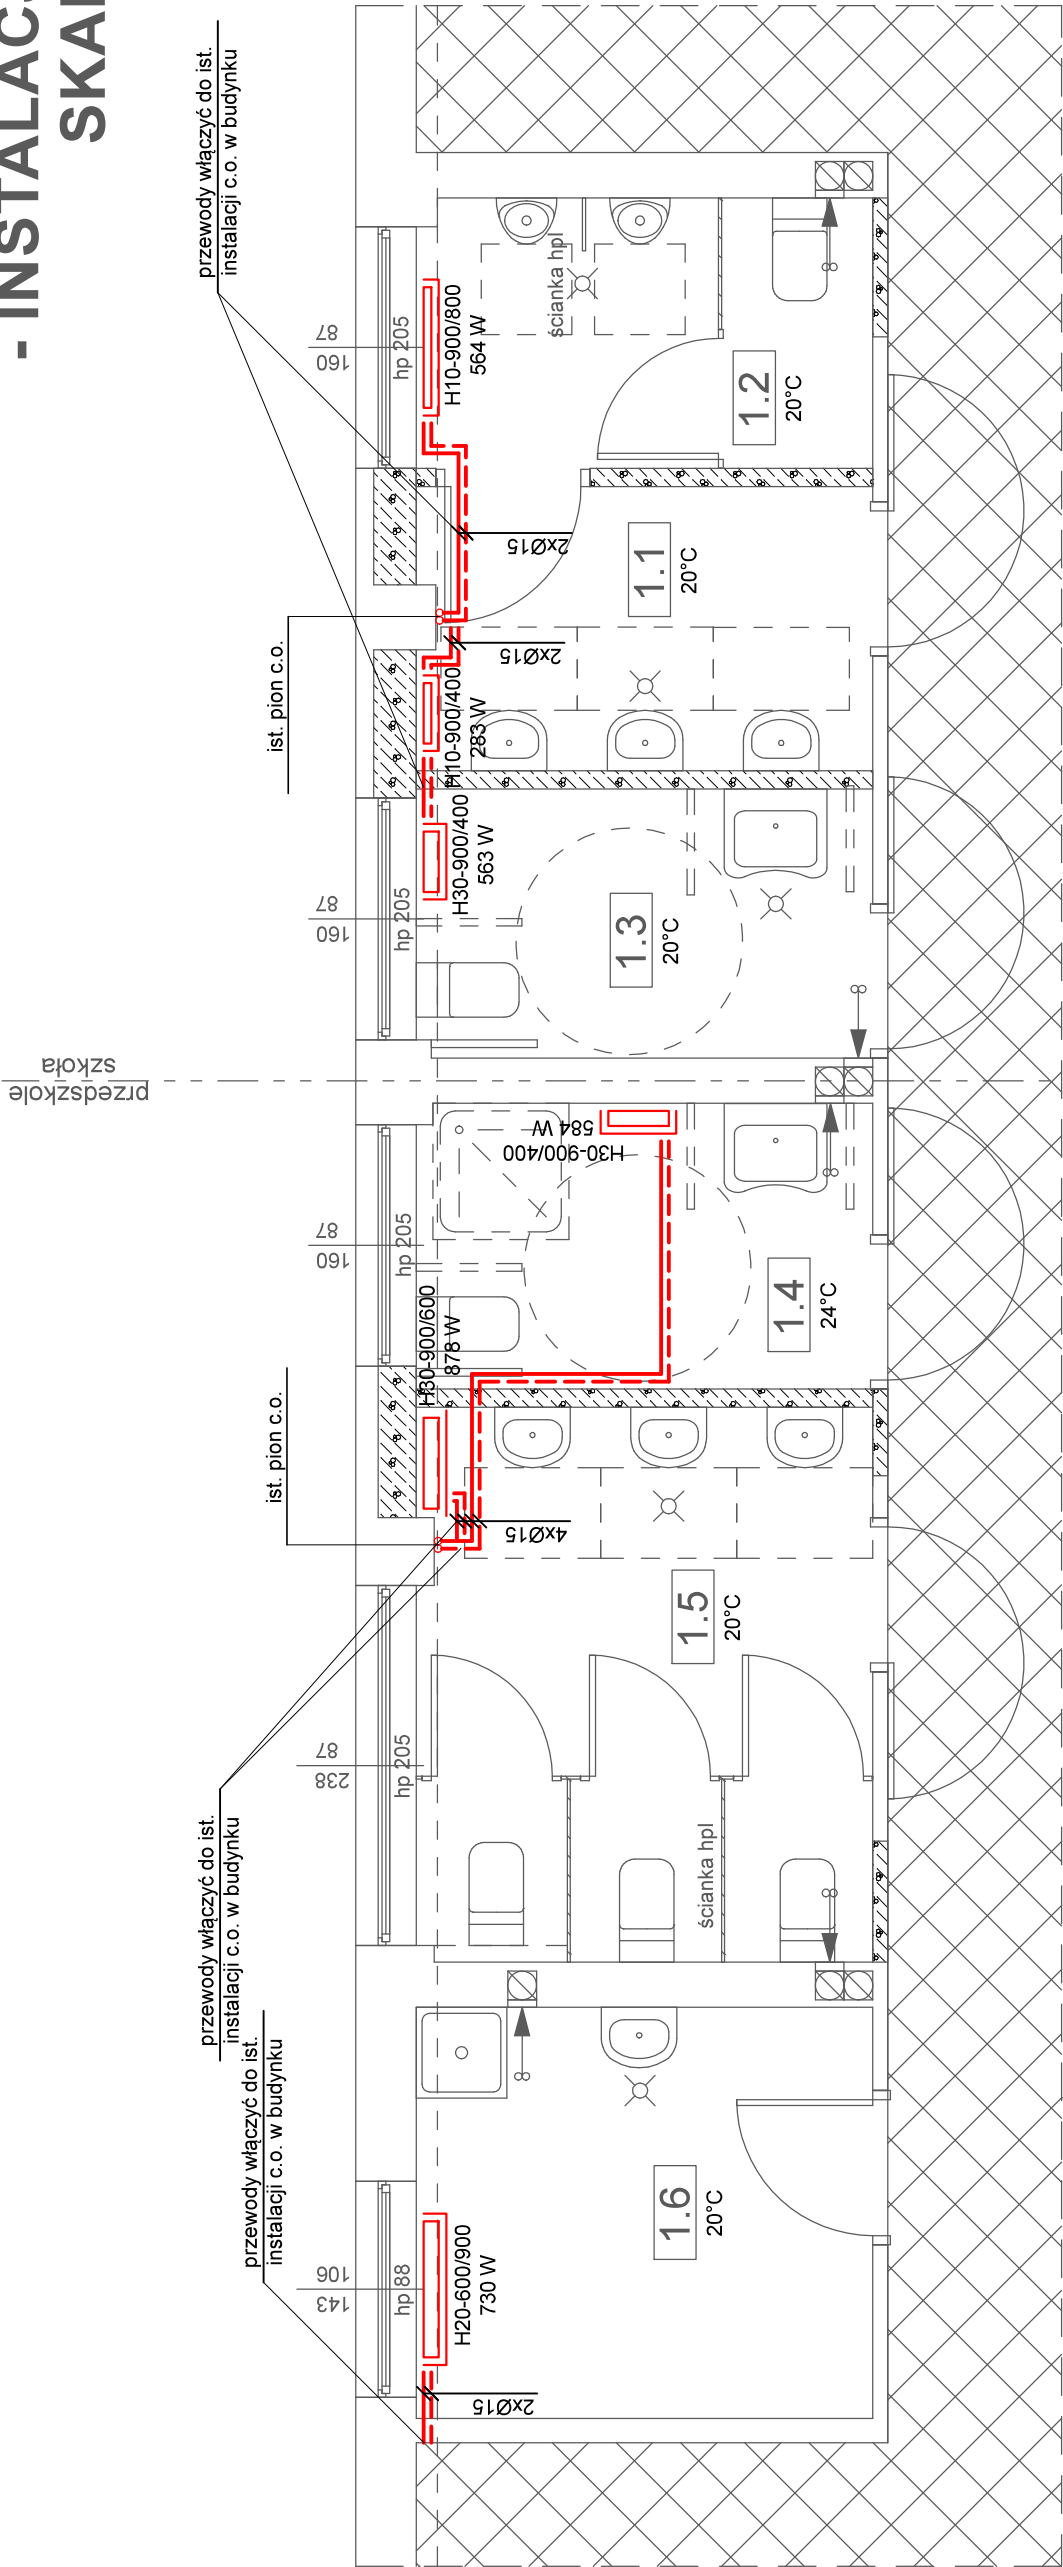 - INSTALAC
SKA
przewody włączyć do ist.
instalacji c.o. w budynku
przewody włączyć do ist.
instalacji c.o. w budynku
przewody włączyć do ist.
instalacji c.o. w budynku
ist. pion c.o.
ist. pion c.o.
szkoła
przedszkole
106
143
hp 88
H20-600/900
730 W
2xØ15
1.6
20°C
8
87
238
hp 205
ścianka hpl
8
1.5
20°C
4xØ15
H30-900/600
878 W
87
160
hp 205
1.4
24°C
H30-900/400
584 W
8
87
160
hp 205
1.3
20°C
8
H30-900/400
563 W
H10-900/400
283 W
2xØ15
1.1
20°C
2xØ15
87
160
hp 205
H10-900/800
564 W
ścianka hpl
1.2
20°C
8